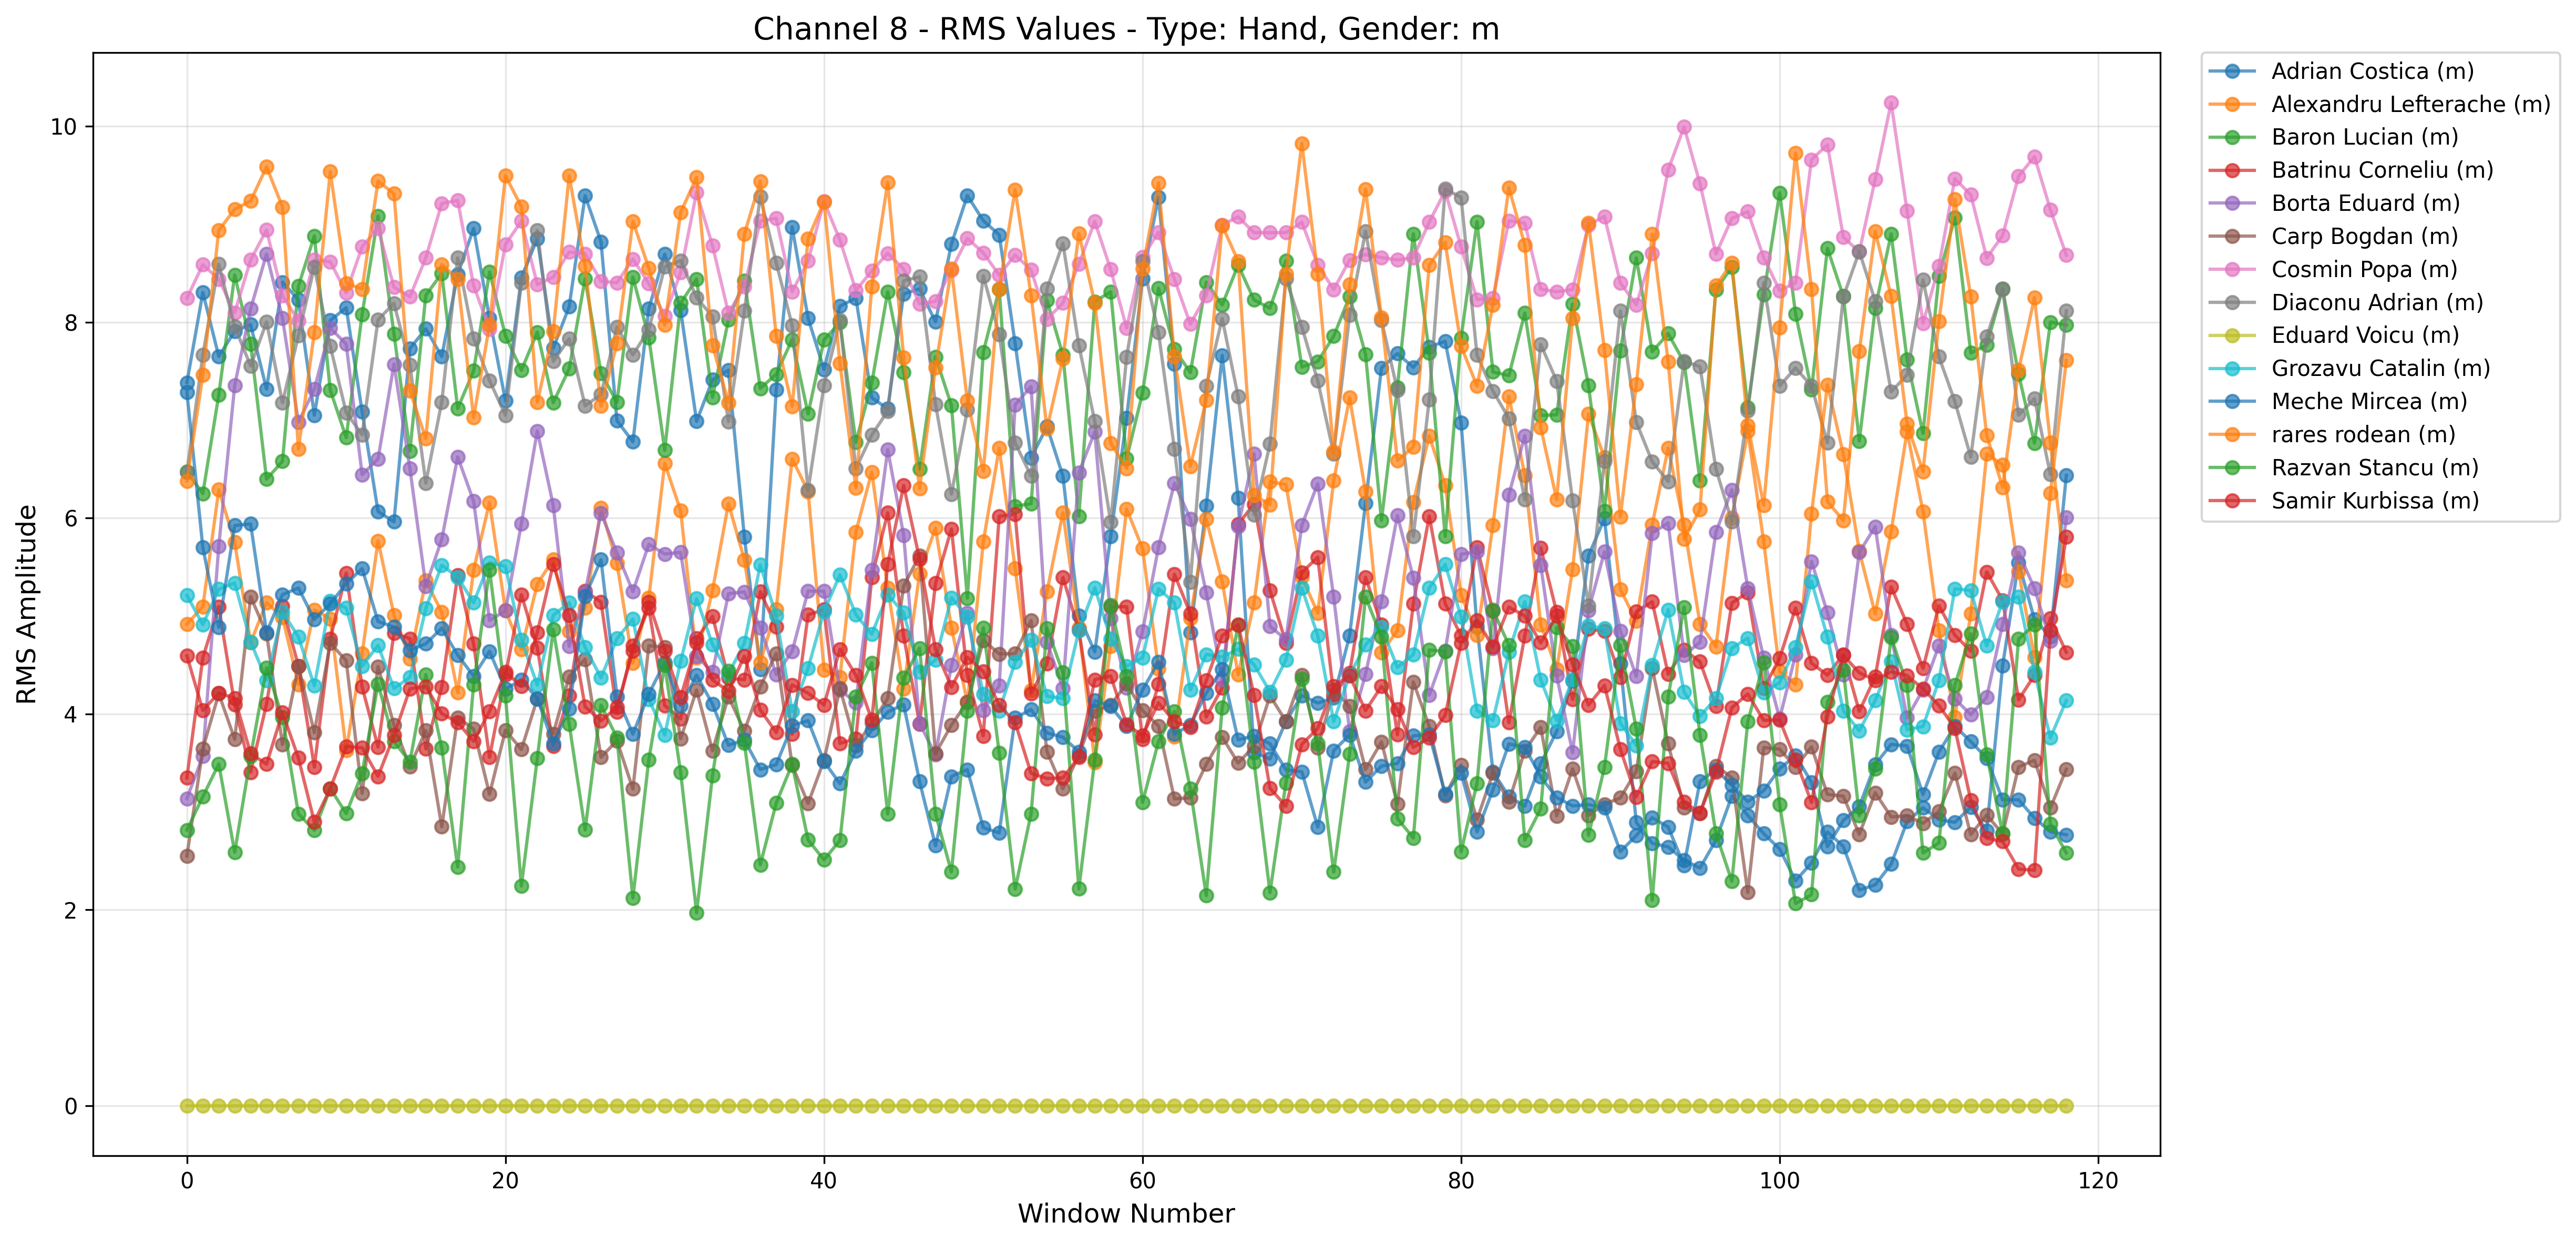 Channel 8 - RMS Values - Type: Hand, Gender: m
RMS Amplitude
10
8
6
4
2
0
0 20 40 60 80 100 120
Window Number
Adrian Costica (m)
Alexandru Lefterache (m)
Baron Lucian (m)
Batrinu Corneliu (m)
Borta Eduard (m)
Carp Bogdan (m)
Cosmin Popa (m)
Diaconu Adrian (m)
Eduard Voicu (m)
Grozavu Catalin (m)
Meche Mircea (m)
rares rodean (m)
Razvan Stancu (m)
Samir Kurbissa (m)